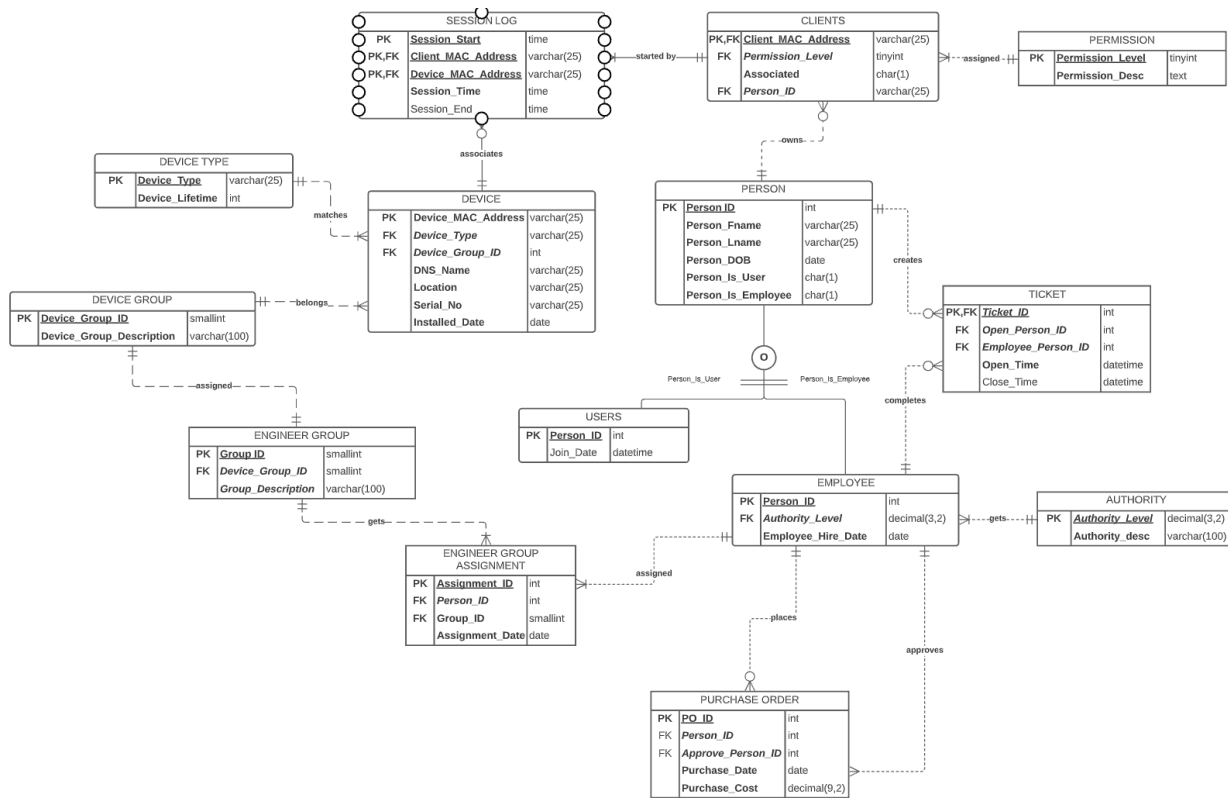 SESSION LOG
PK Session_Start time
PK,FK Client_MAC_Address varchar(25)
PK,FK Device_MAC_Address varchar(25)
Session_Time time
Session_End time
started by
CLIENTS
PK,FK Client_MAC_Address varchar(25)
FK Permission_Level tinyint
Associated char(1)
FK Person_ID varchar(25)
assigned
PERMISSION
PK Permission_Level tinyint
Permission_Desc text
associates
owns
DEVICE TYPE
PK Device_Type varchar(25)
Device_Lifetime int
matches
DEVICE
PK Device_MAC_Address varchar(25)
FK Device_Type varchar(25)
FK Device_Group_ID int
DNS_Name varchar(25)
Location varchar(25)
Serial_No varchar(25)
Installed_Date date
PERSON
PK Person ID int
Person_Fname varchar(25)
Person_Lname varchar(25)
Person_DOB date
Person_Is_User char(1)
Person_Is_Employee char(1)
creates
belongs
DEVICE GROUP
PK Device_Group_ID smallint
Device_Group_Description varchar(100)
TICKET
PK,FK Ticket_ID int
FK Open_Person_ID int
FK Employee_Person_ID int
Open_Time datetime
Close_Time datetime
O
Person_Is_User Person_Is_Employee
assigned
completes
USERS
PK Person_ID int
Join_Date datetime
ENGINEER GROUP
PK Group ID smallint
FK Device_Group_ID smallint
Group_Description varchar(100)
gets
EMPLOYEE
PK Person_ID int
FK Authority_Level decimal(3,2)
Employee_Hire_Date date
gets
AUTHORITY
PK Authority_Level decimal(3,2)
Authority_desc varchar(100)
ENGINEER GROUP
ASSIGNMENT
PK Assignment_ID int
FK Person_ID int
FK Group_ID smallint
Assignment_Date date
assigned
places
approves
PURCHASE ORDER
PK PO_ID int
FK Person_ID int
FK Approve_Person_ID int
Purchase_Date date
Purchase_Cost decimal(9,2)